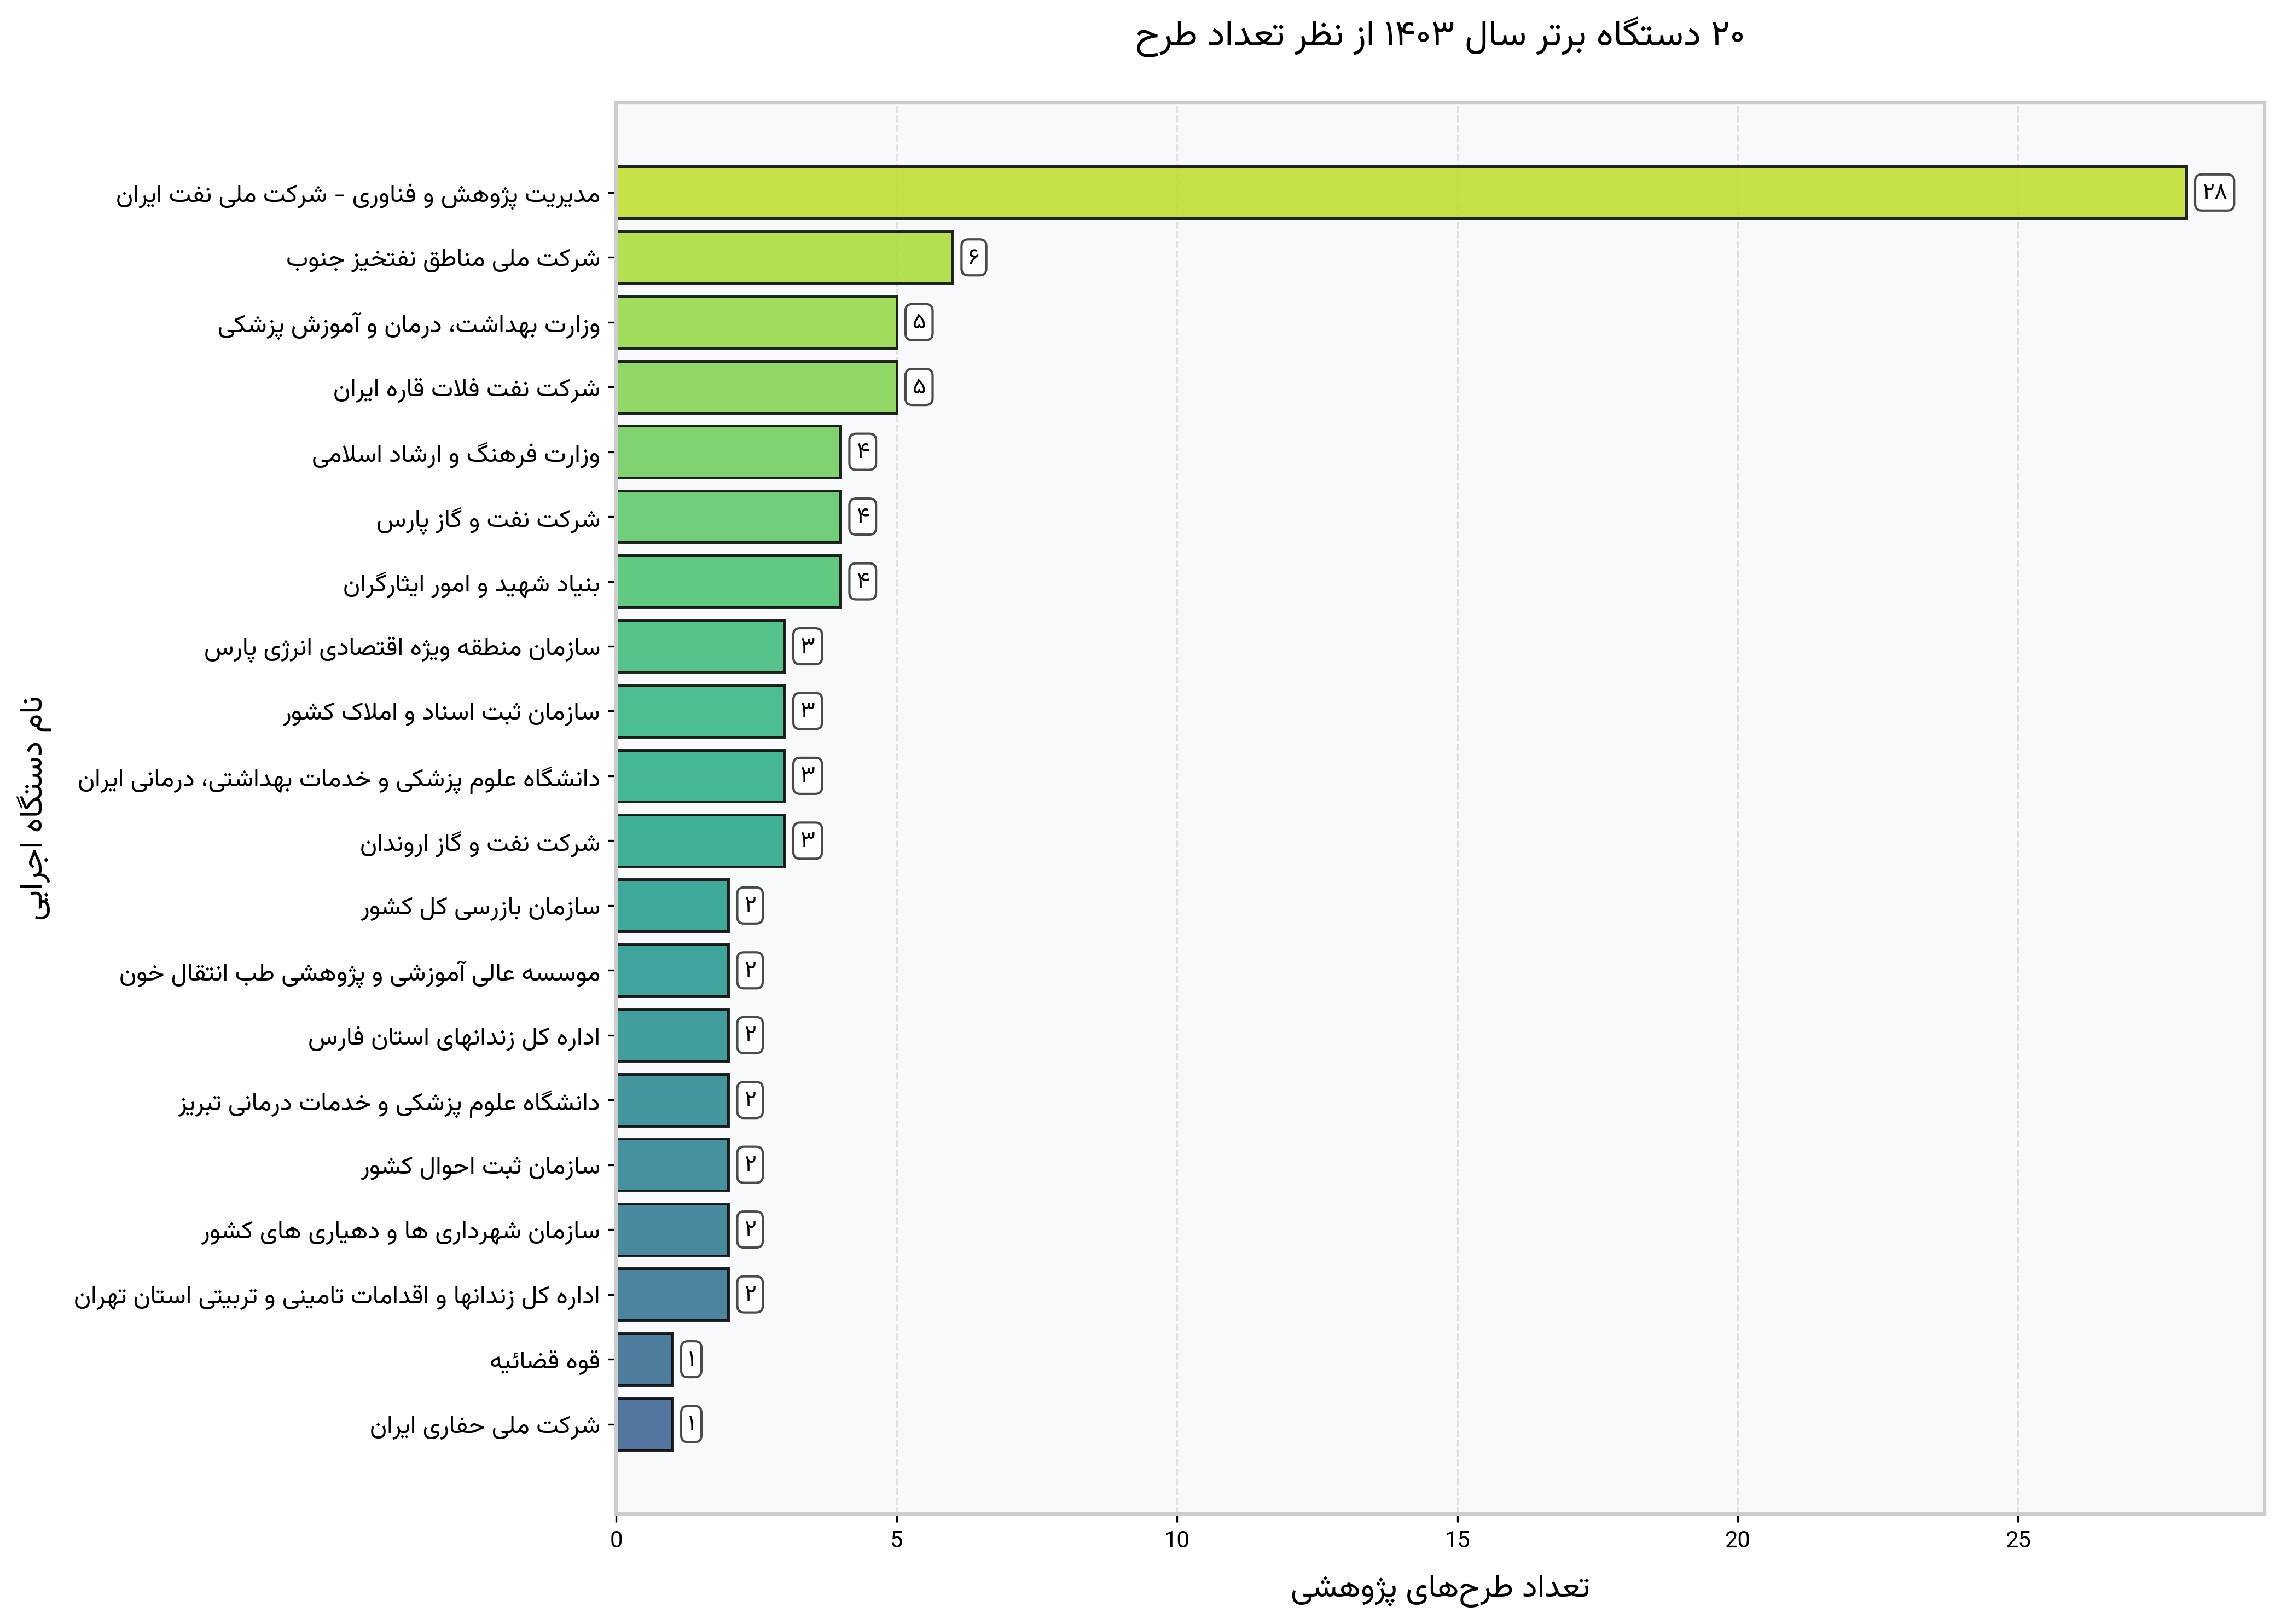 ۲۰ دستگاه برتر سال ۱۴۰۳ از نظر تعداد طرح
نام دستگاه اجرایی
مدیریت پژوهش و فناوری - شرکت ملی نفت ایران ۲۸
شرکت ملی مناطق نفتخیز جنوب ۶
وزارت بهداشت، درمان و آموزش پزشکی ۵
شرکت نفت فلات قاره ایران ۵
وزارت فرهنگ و ارشاد اسلامی ۴
شرکت نفت و گاز پارس ۴
بنیاد شهید و امور ایثارگران ۴
سازمان منطقه ویژه اقتصادی انرژی پارس ۳
سازمان ثبت اسناد و املاک کشور ۳
دانشگاه علوم پزشکی و خدمات بهداشتی، درمانی ایران ۳
شرکت نفت و گاز اروندان ۳
سازمان بازرسی کل کشور ۲
موسسه عالی آموزشی و پژوهشی طب انتقال خون ۲
اداره کل زندانهای استان فارس ۲
دانشگاه علوم پزشکی و خدمات درمانی تبریز ۲
سازمان ثبت احوال کشور ۲
سازمان شهرداری ها و دهیاری های کشور ۲
اداره کل زندانها و اقدامات تامینی و تربیتی استان تهران ۲
قوه قضائیه ۱
شرکت ملی حفاری ایران ۱
0 5 10 15 20 25
تعداد طرح‌های پژوهشی